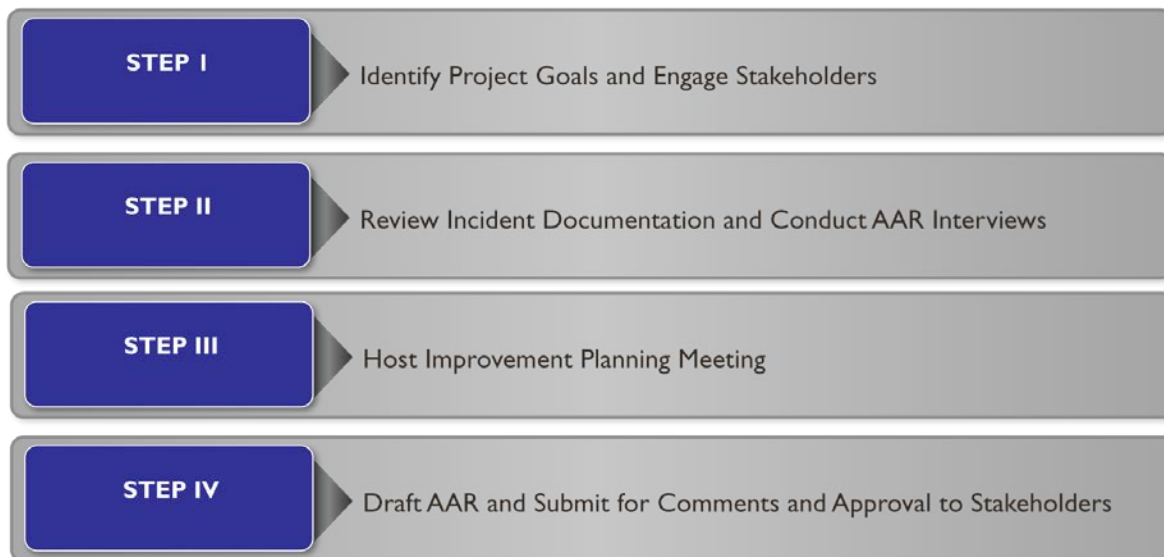 STEP I
Identify Project Goals and Engage Stakeholders
STEP II
Review Incident Documentation and Conduct AAR Interviews
STEP III
Host Improvement Planning Meeting
STEP IV
Draft AAR and Submit for Comments and Approval to Stakeholders